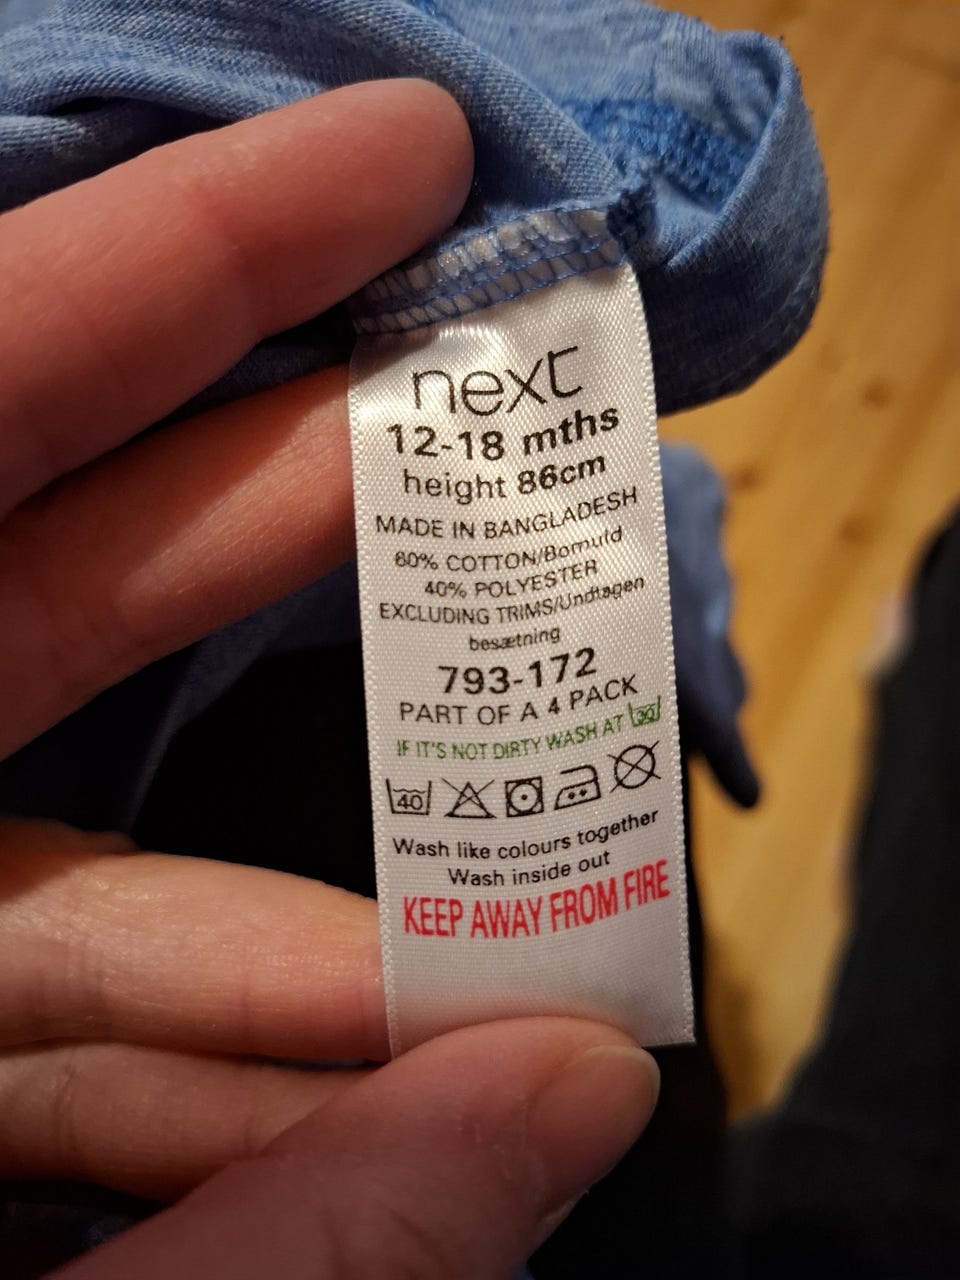 next
12-18 mths
height 86cm
MADE IN BANGLADESH
60% COTTON/Bomuld
40% POLYESTER
EXCLUDING TRIMS/Undtagen
besætning
793-172
PART OF A 4 PACK
IF IT'S NOT DIRTY WASH AT 30
40
Wash like colours together
Wash inside out
KEEP AWAY FROM FIRE